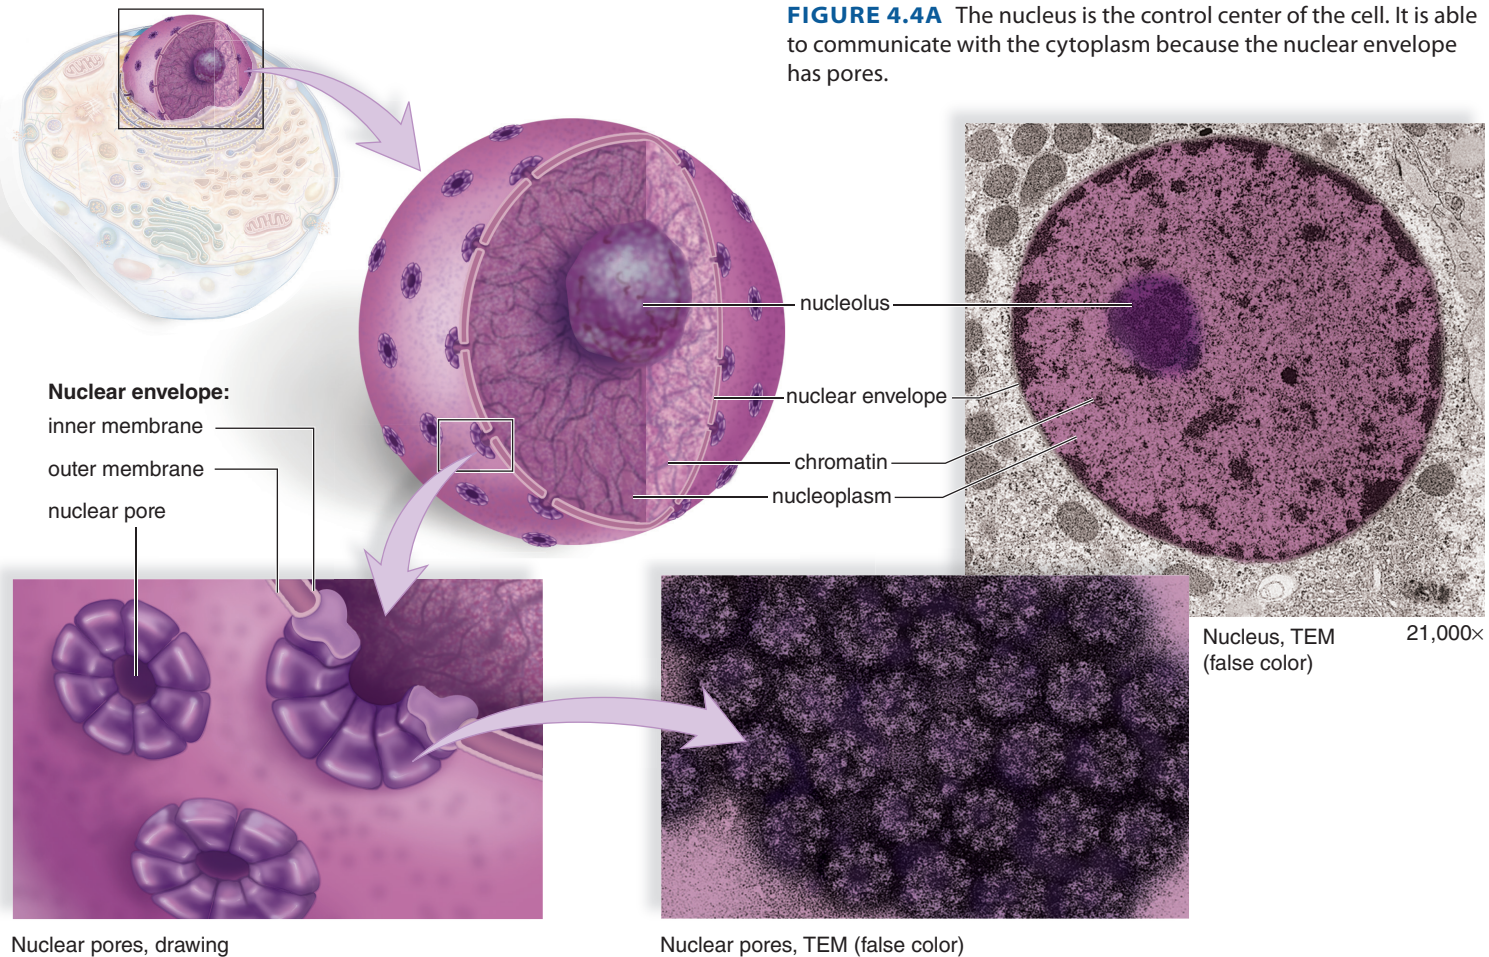 FIGURE 4.4A The nucleus is the control center of the cell. It is able
to communicate with the cytoplasm because the nuclear envelope
has pores.
nucleolus
nuclear envelope
chromatin
nucleoplasm
Nuclear envelope:
inner membrane
outer membrane
nuclear pore
Nucleus, TEM
(false color)
21,000×
Nuclear pores, drawing
Nuclear pores, TEM (false color)